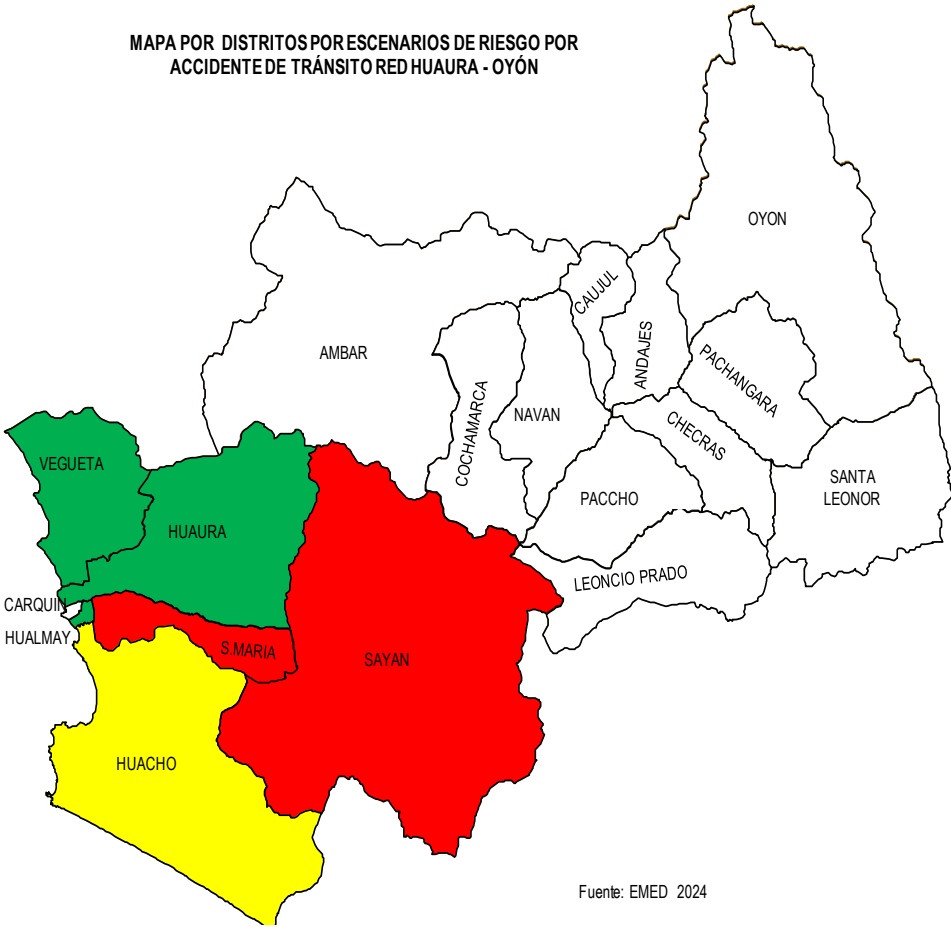 MAPA POR DISTRITOS POR ESCENARIOS DE RIESGO POR
ACCIDENTE DE TRÁNSITO RED HUAURA - OYÓN
OYON
CAUJUL
ANDAJES
AMBAR
PACHANGARA
COCHAMARCA
NAVAN
CHECRAS
VEGUETA
SANTA
LEONOR
PACCHO
HUAURA
LEONCIO PRADO
CARQUIN
HUALMAY
S.MARIA
SAYAN
HUACHO
Fuente: EMED 2024